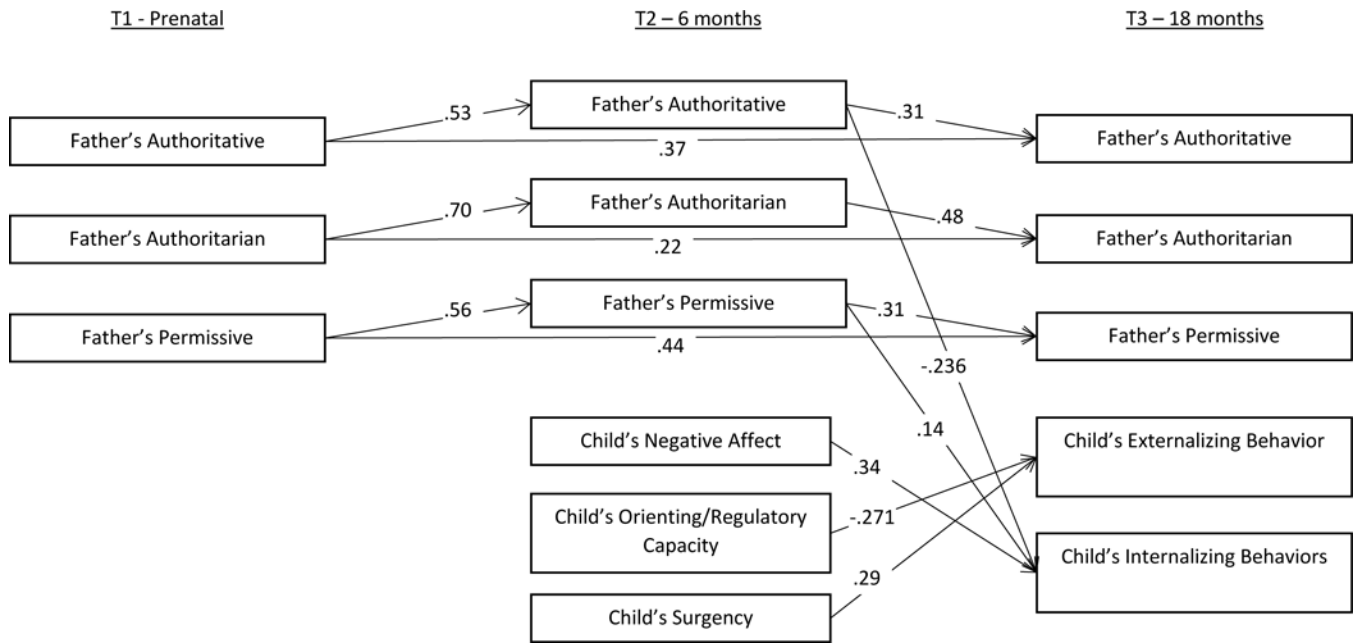 T1 - Prenatal
T2 – 6 months
T3 – 18 months
Father's Authoritative
.53
.31
Father's Authoritative
Father's Authoritative
.37
Father's Authoritarian
.70
.48
Father's Authoritarian
Father's Authoritarian
.22
Father's Permissive
.56
.31
Father's Permissive
Father's Permissive
.44
-.236
.14
Child's Negative Affect
.34
Child's Externalizing Behavior
Child's Orienting/Regulatory
Capacity
-.271
.29
Child's Internalizing Behaviors
Child's Surgency